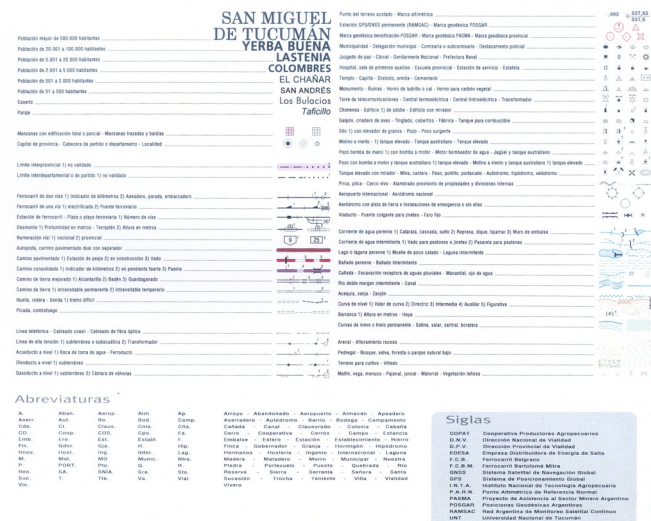 Población mayor de 500.000 habitantes SAN MIGUEL DE TUCUMÁN
Población de 20.001 a 100.000 habitantes YERBA BUENA
Población de 5.001 a 20.000 habitantes LASTENIA
Población de 2.001 a 5.000 habitantes COLOMBRES
Población de 501 a 2.000 habitantes EL CHAÑAR
Población de 51 a 500 habitantes SAN ANDRÉS
Caserío Los Bulacios
Paraje Taficillo
Manzanas con edificación total o parcial - Manzanas trazadas y baldías
Capital de provincia - Cabecera de partido o departamento - Localidad
Límite interprovincial 1) no validado
Límite interdepartamental o de partido 1) no validado
Ferrocarril de dos vías 1) Indicador de kilómetros 2) Apeadero, parada, embarcadero
Ferrocarril de una vía 1) electrificada 2) Puente ferroviario
Estación de ferrocarril - Plaza o playa ferroviaria 1) Número de vías
Desmonte 1) Profundidad en metros - Terraplén 2) Altura en metros
Numeración vial 1) nacional 2) provincial 9 25
Autopista, camino pavimentado dual con separador
Camino pavimentado 1) Estación de peaje 2) en construcción 3) Vado
Camino consolidado 1) Indicador de kilómetros 2) en pendiente fuerte 3) Puente
Camino de tierra mejorado 1) Alcantarilla 2) Badén 3) Guardaganado
Camino de tierra 1) intransitable permanente 2) intransitable temporario
Huella, rodera - Senda 1) tramo difícil
Picada, contrafuego
Línea telefónica - Cableado coaxil - Cableado de fibra óptica
Línea de alta tensión 1) subterránea o subacuática 2) Transformador
Acueducto a nivel 1) Boca de toma de agua - Ferroducto
Oleoducto a nivel 1) subterráneo
Gasoducto a nivel 1) subterráneo 2) Cámara de válvulas
Punto del terreno acotado - Marca altimétrica
Estación GPS/GNSS permanente (RAMSAC) - Marca geodésica POSGAR
Marca geodésica densificación POSGAR - Marca geodésica PASMA - Marca geodésica provincial
Municipalidad - Delegación municipal - Comisaría o subcomisaría - Destacamento policial
Juzgado de paz - Cárcel - Gendarmería Nacional - Prefectura Naval
Hospital, sala de primeros auxilios - Escuela provincial - Estación de servicio - Estafeta
Templo - Capilla - Oratorio, ermita - Cementerio
Monumento - Ruinas - Horno de ladrillo o cal - Horno para carbón vegetal
Torre de telecomunicaciones - Central termoeléctrica - Central hidroeléctrica - Transformador
Chimenea - Edificio 1) de adobe - Edificio con mirador
Galpón, criadero de aves - Tinglado, cobertizo - Fábrica - Tanque para combustible
Silo 1) con elevador de granos - Pozo - Pozo surgente
Molino a viento - 1) tanque elevado - Tanque australiano - Tanque elevado
Pozo bomba de mano 1) con bomba a motor - Motor bombeador de agua - Jagüel y tanque australiano
Pozo con bomba a motor y tanque australiano 1) tanque elevado - Molino a viento y tanque australiano 1) tanque elevado
Tanque elevado con mirador - Mina, cantera - Paso, portillo, portezuelo - Autódromo, hipódromo, velódromo
Pirca, pilca - Cerco vivo - Alambrado provisorio de propiedades y divisiones internas
Aeropuerto internacional - Aeródromo nacional
Aeródromo con pista de tierra e instalaciones de emergencia o sin ellas
Viaducto - Puente colgante para jinetes - Faro fijo
Corriente de agua perenne 1) Catarata, cascada, salto 2) Represa, dique, tajamar 3) Muro de embalse
Corriente de agua intermitente 1) Vado para peatones o jinetes 2) Pasarela para peatones
Lago o laguna perenne 1) Muelle de poco calado - Laguna intermitente
Bañado perenne - Bañado intermitente
Cañada - Excavación receptora de aguas pluviales - Manantial, ojo de agua
Río doble margen - Canal
Acequia, zanja - Zanjón
Curva de nivel 1) Valor de curva 2) Directriz 3) Intermedia 4) Auxiliar 5) Figurativa
Barranca 1) Altura en metros - Hoya
Curvas de nieve o hielo permanente - Salina, salar, salitral, boratera
Arenal - Afloramiento rocoso
Pedregal - Bosque, selva, floresta o parque natural bajo
Terreno para cultivo - Viñedo
Mallín, vega, menuco - Pajonal, juncal - Matorral - Vegetación leñosa
Abreviaturas
A. Aban. Aerop. Alm. Ap. Arroyo - Abandonado - Aeropuerto - Almacén - Apeadero
Aserr. Aut. Bo. Bod. Camp. Aserradero - Autódromo - Barrio - Bodega - Campamento
Cda. Cl. Claus. Cnia. Cña. Cañada - Canal - Clausurado - Colonia - Cabaña
Co. Coop. COS. Cpo. Ea. Cerro - Cooperativa - Cerros - Campo - Estancia
Emb. Ero. Est. Establ. F. Embalse - Estero - Estación - Establecimiento - Hierro
Fin. Gdor. Gja. H. Hip. Finca - Gobernador - Granja - Hormigón - Hipódromo
Hnos. Host. Ing. Inter. Lag. Hermanos - Hostería - Ingenio - Internacional - Laguna
M. Mat. MO Munic. Ntra. Madera - Matadero - Morro - Municipal - Nuestra
P. PORT. Pto. Q. R. Piedra - Portezuelo - Puesto - Quebrada - Río
Res. SA. SNIA. Sra. Sta. Reserva - Sierra - Serranía - Señora - Santa
Suc. T. Tte. Va. Vial. Sucesión - Trocha - Teniente - Villa - Vialidad
Viv. Vivero
Siglas
COPAT Cooperativa Productores Agropecuarios
D.N.V. Dirección Nacional de Vialidad
D.P.V. Dirección Provincial de Vialidad
EDESA Empresa Distribuidora de Energía de Salta
F.C.B. Ferrocarril Belgrano
F.C.B.M. Ferrocarril Bartolomé Mitre
GNSS Sistema Satelital de Navegación Global
GPS Sistema de Posicionamiento Global
I.N.T.A. Instituto Nacional de Tecnología Agropecuaria
P.A.R.N. Punto Altimétrico de Referencia Normal
PASMA Proyecto de Asistencia al Sector Minero Argentino
POSGAR Posiciones Geodésicas Argentinas
RAMSAC Red Argentina de Monitoreo Satelital Continuo
UNT Universidad Nacional de Tucumán